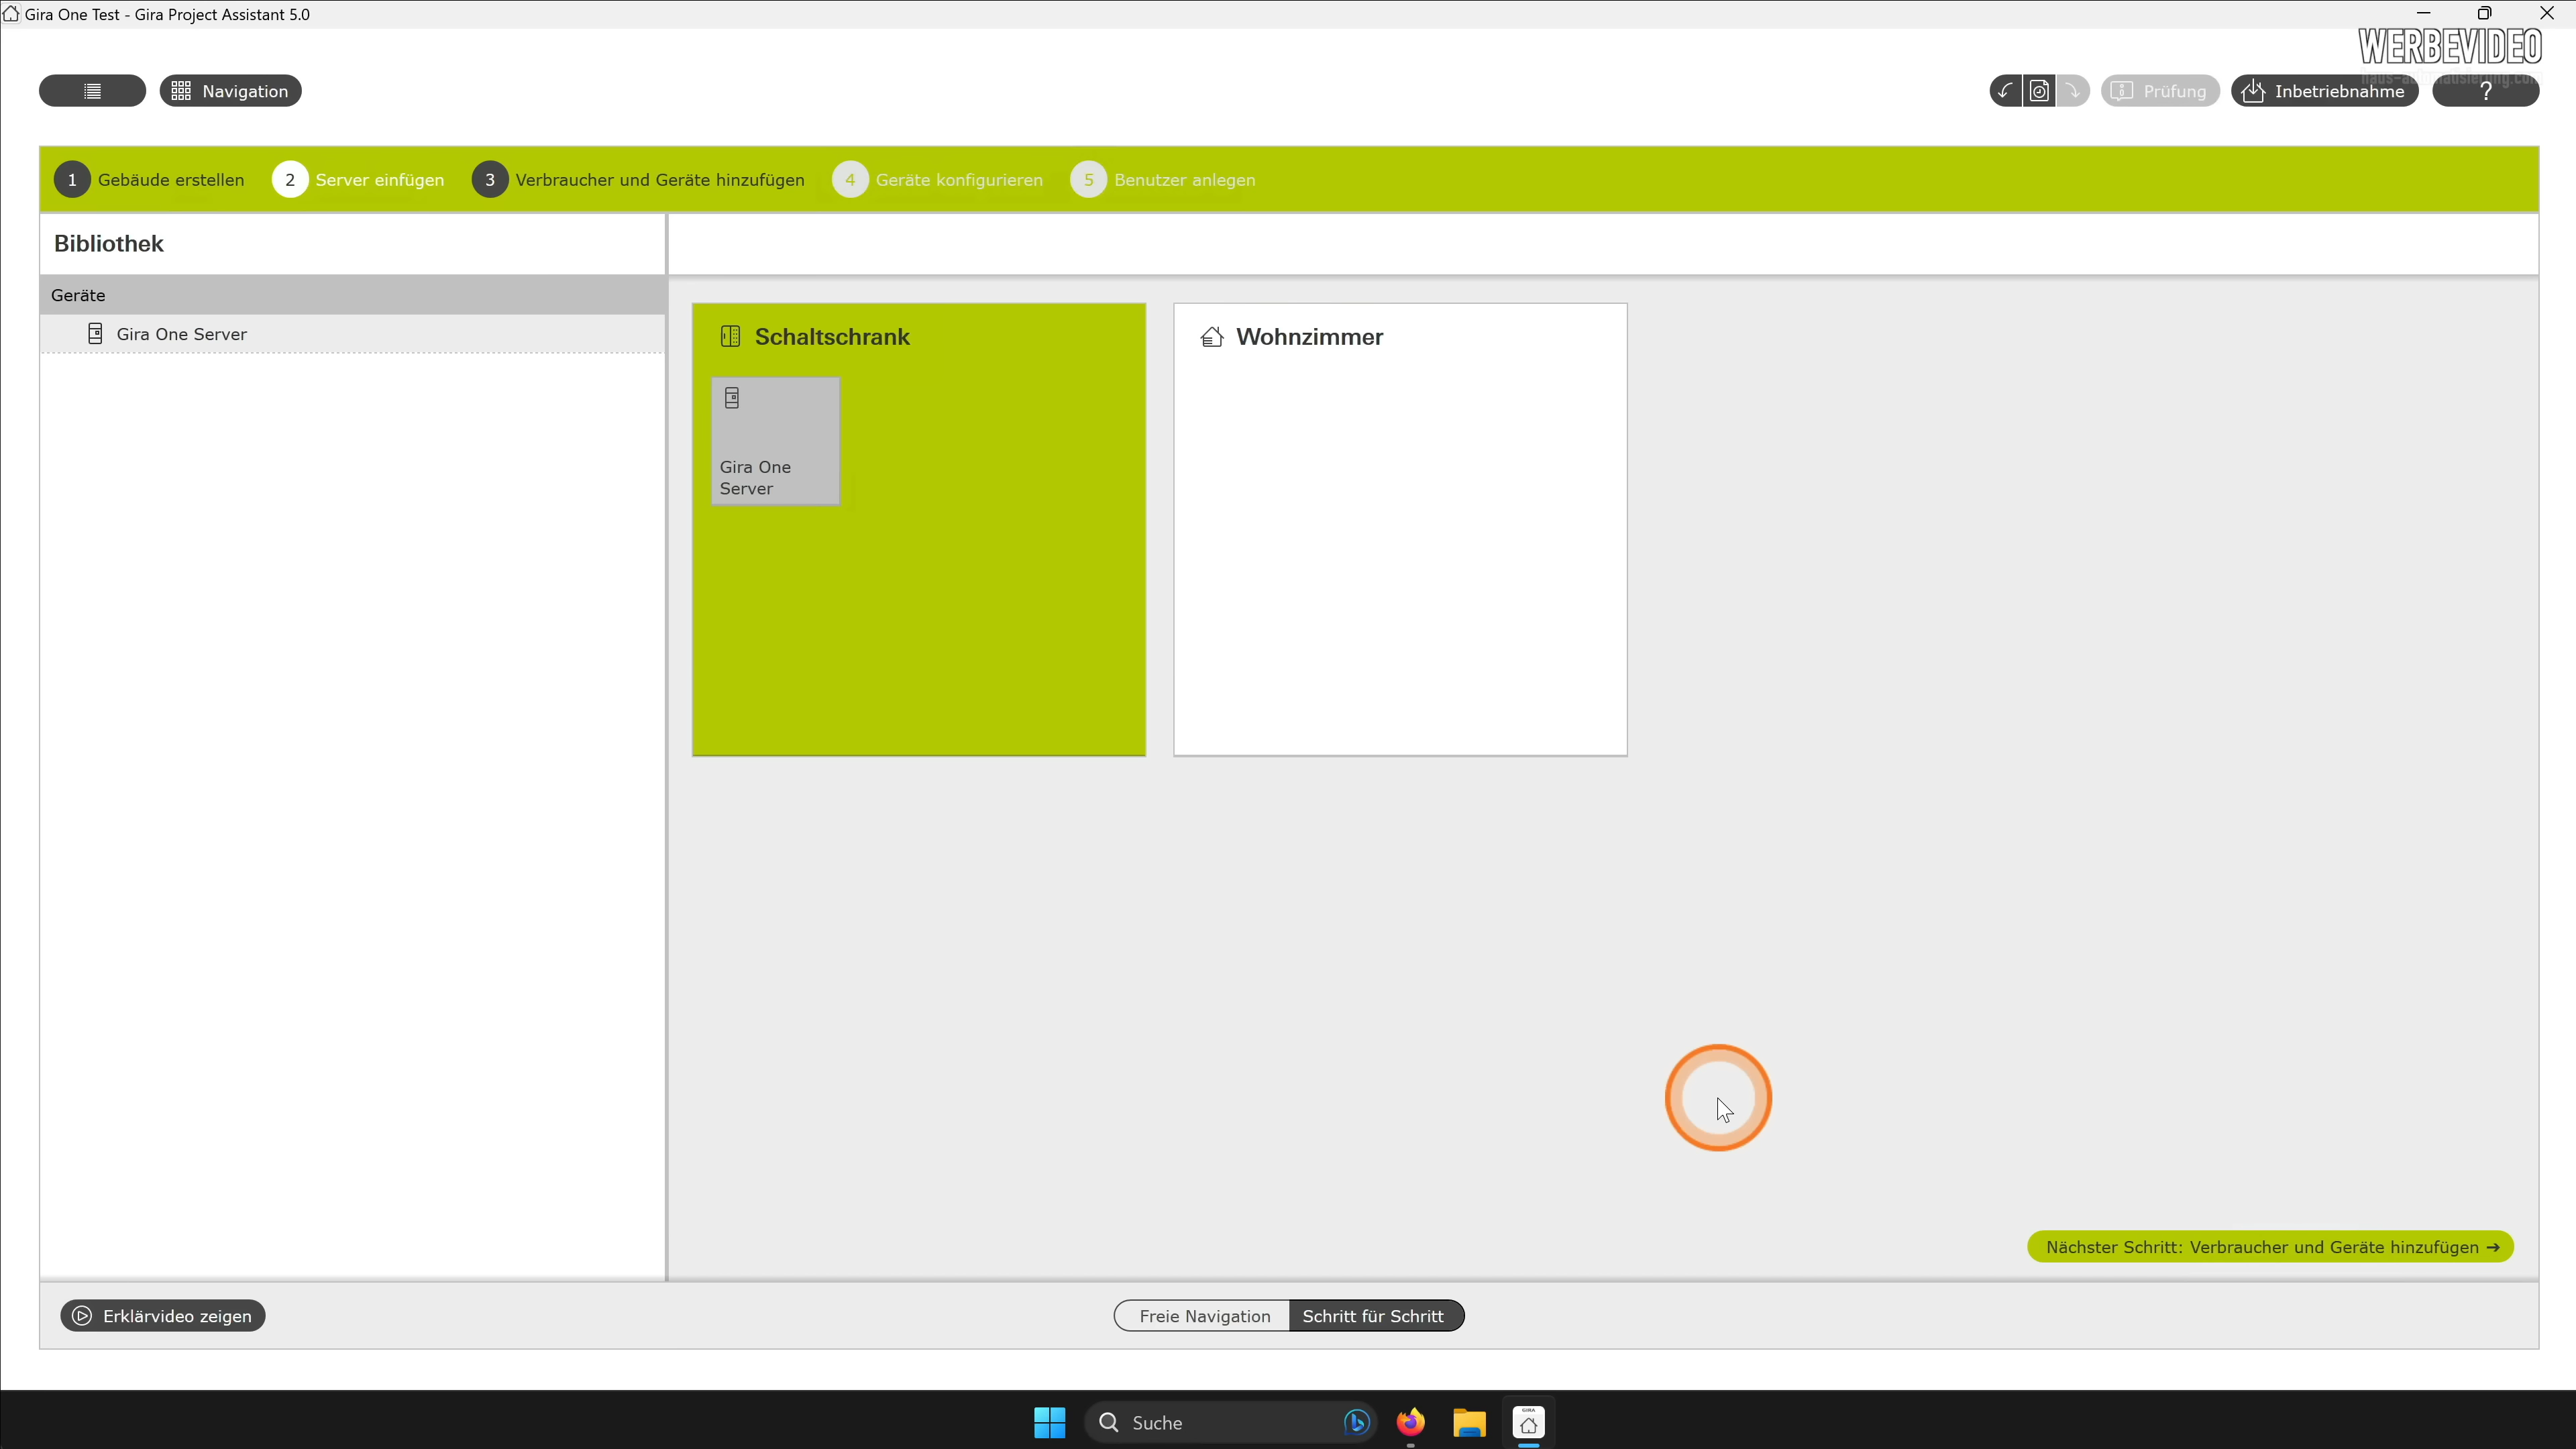 Gira One Test - Gira Project Assistant 5.0
WERBEVIDEO
Navigation
Prüfung
Inbetriebnahme
?
1 Gebäude erstellen
2 Server einfügen
3 Verbraucher und Geräte hinzufügen
4 Geräte konfigurieren
5 Benutzer anlegen
Bibliothek
Geräte
Gira One Server
Schaltschrank
Gira One
Server
Wohnzimmer
Nächster Schritt: Verbraucher und Geräte hinzufügen →
Erklärvideo zeigen
Freie Navigation
Schritt für Schritt
Suche
GIRA